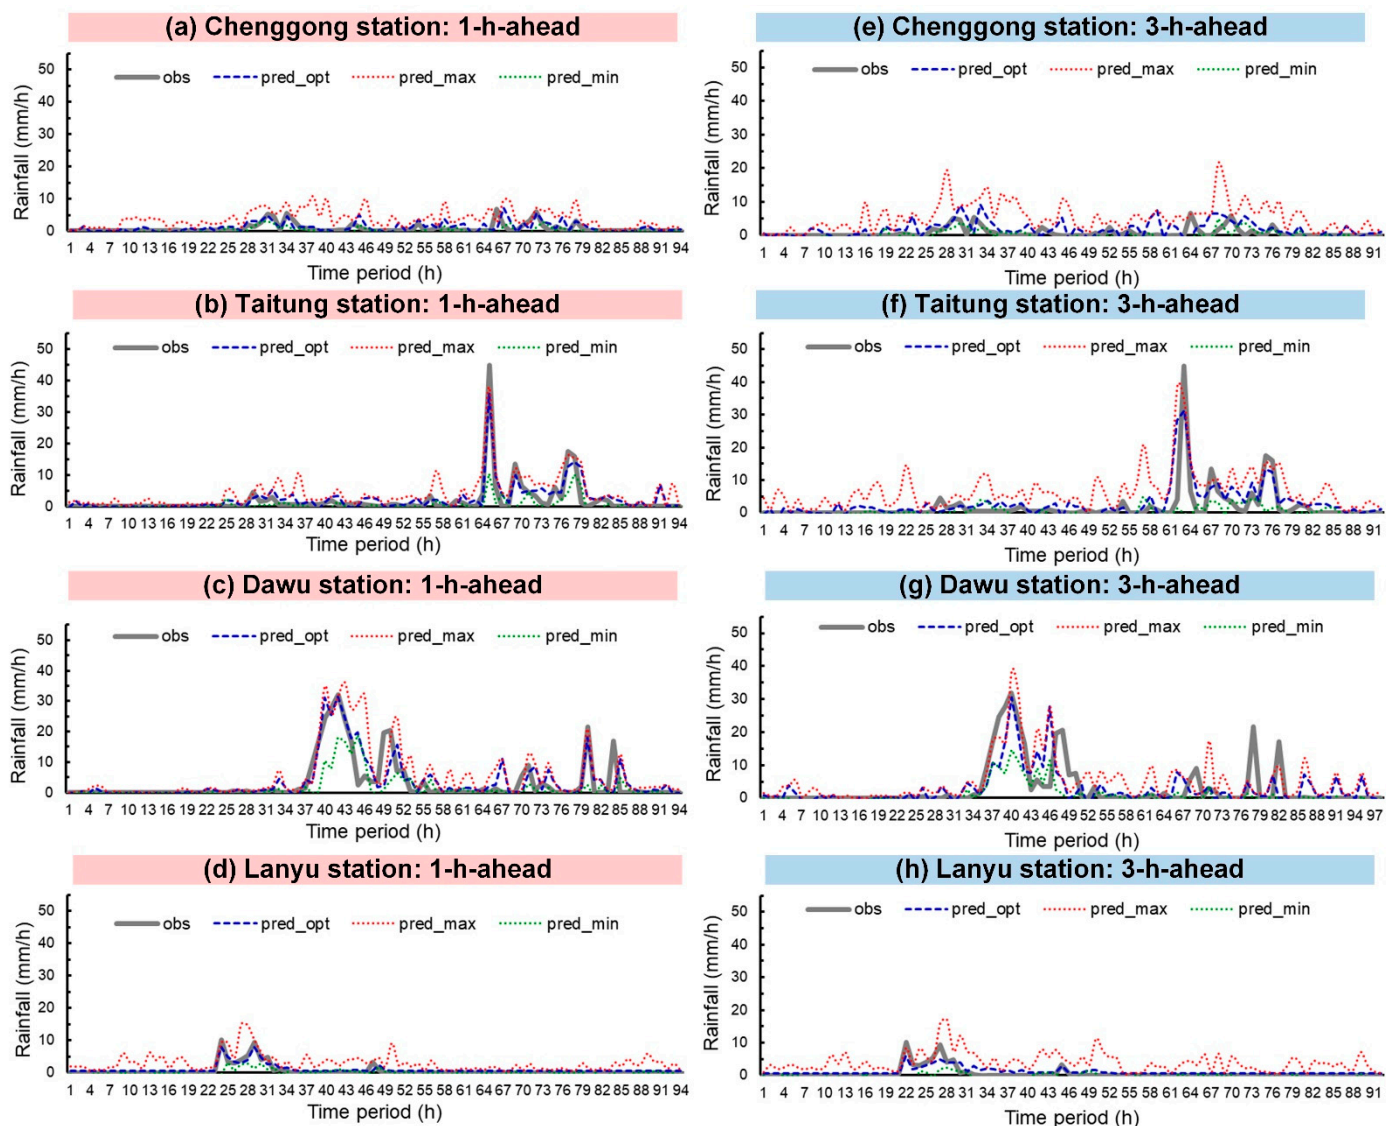 (a) Chenggong station: 1-h-ahead
Rainfall (mm/h)
50
40
30
20
10
0
obs pred_opt pred_max pred_min
1 4 7 10 13 16 19 22 25 28 31 34 37 40 43 46 49 52 55 58 61 64 67 70 73 76 79 82 85 88 91 94
Time period (h)
(e) Chenggong station: 3-h-ahead
Rainfall (mm/h)
50
40
30
20
10
0
obs pred_opt pred_max pred_min
1 4 7 10 13 16 19 22 25 28 31 34 37 40 43 46 49 52 55 58 61 64 67 70 73 76 79 82 85 88 91
Time period (h)
(b) Taitung station: 1-h-ahead
Rainfall (mm/h)
50
40
30
20
10
0
obs pred_opt pred_max pred_min
1 4 7 10 13 16 19 22 25 28 31 34 37 40 43 46 49 52 55 58 61 64 67 70 73 76 79 82 85 88 91 94
Time period (h)
(f) Taitung station: 3-h-ahead
Rainfall (mm/h)
50
40
30
20
10
0
obs pred_opt pred_max pred_min
1 4 7 10 13 16 19 22 25 28 31 34 37 40 43 46 49 52 55 58 61 64 67 70 73 76 79 82 85 88 91
Time period (h)
(c) Dawu station: 1-h-ahead
Rainfall (mm/h)
50
40
30
20
10
0
obs pred_opt pred_max pred_min
1 4 7 10 13 16 19 22 25 28 31 34 37 40 43 46 49 52 55 58 61 64 67 70 73 76 79 82 85 88 91 94
Time period (h)
(g) Dawu station: 3-h-ahead
Rainfall (mm/h)
50
40
30
20
10
0
obs pred_opt pred_max pred_min
1 4 7 10 13 16 19 22 25 28 31 34 37 40 43 46 49 52 55 58 61 64 67 70 73 76 79 82 85 88 91 94 97
Time period (h)
(d) Lanyu station: 1-h-ahead
Rainfall (mm/h)
50
40
30
20
10
0
obs pred_opt pred_max pred_min
1 4 7 10 13 16 19 22 25 28 31 34 37 40 43 46 49 52 55 58 61 64 67 70 73 76 79 82 85 88 91 94
Time period (h)
(h) Lanyu station: 3-h-ahead
Rainfall (mm/h)
50
40
30
20
10
0
obs pred_opt pred_max pred_min
1 4 7 10 13 16 19 22 25 28 31 34 37 40 43 46 49 52 55 58 61 64 67 70 73 76 79 82 85 88 91
Time period (h)